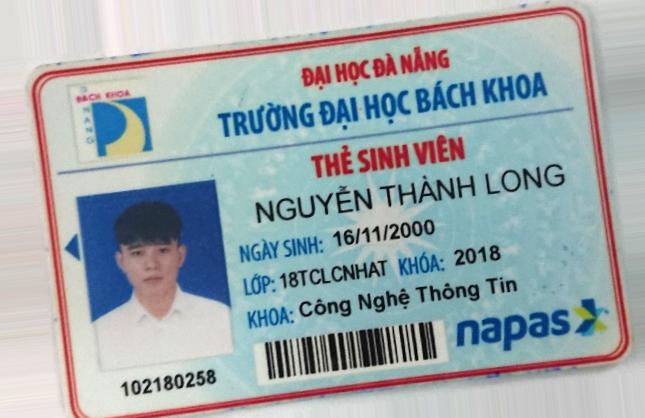 ĐẠI HỌC ĐÀ NẴNG
TRƯỜNG ĐẠI HỌC BÁCH KHOA
BÁCH KHOA
ĐÀ NANG
THẺ SINH VIÊN
NGUYỄN THÀNH LONG
NGÀY SINH: 16/11/2000
LỚP: 18TCLCNHAT KHÓA: 2018
KHOA: Công Nghệ Thông Tin
napas
102180258